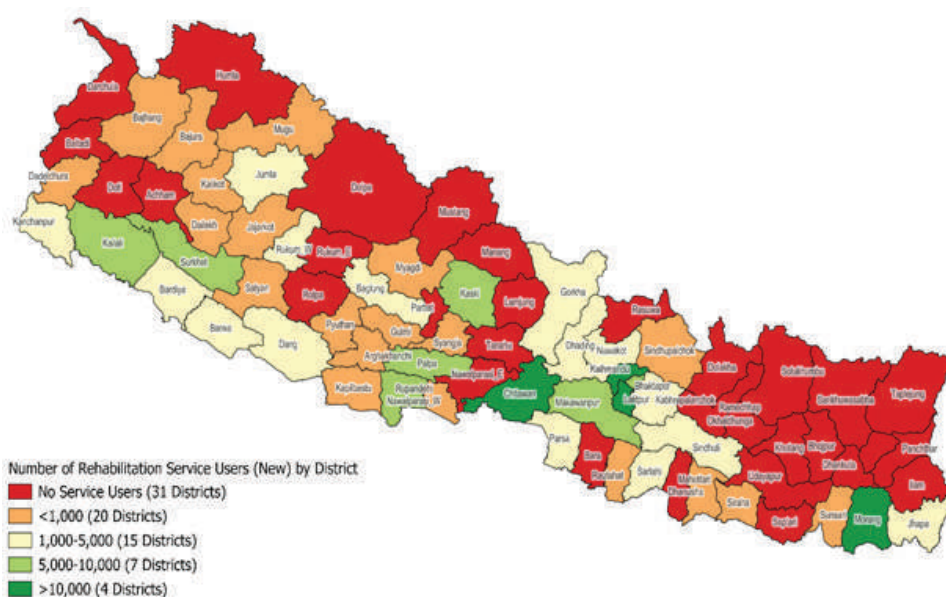 Humla
Darchula
Bajhang
Baitadi
Bajura
Mugu
Dadeldhura
Doti
Achham
Kalikot
Jumla
Dolpa
Mustang
Kanchanpur
Kailali
Dailekh
Jajarkot
Surkhet
Rukum_W
Rukum_E
Myagdi
Manang
Bardiya
Salyan
Rolpa
Baglung
Parbat
Kaski
Lamjung
Gorkha
Rasuwa
Banke
Dang
Pyuthan
Gulmi
Syangja
Tanahu
Dhading
Nuwakot
Sindhupalchok
Arghakhanchi
Palpa
Nawalparasi_E
Kathmandu
Dolakha
Solukhumbu
Sankhuwasabha
Taplejung
Kapilbastu
Rupandehi
Nawalparasi_W
Chitawan
Makawanpur
Bhaktapur
Lalitpur
Kabhrepalanchok
Ramechhap
Okhaldhunga
Khotang
Bhojpur
Panchthar
Dhankuta
Parsa
Bara
Rautahat
Sarlahi
Sindhuli
Mahottari
Dhanusha
Udayapur
Ilam
Siraha
Saptari
Sunsari
Morang
Jhapa
Number of Rehabilitation Service Users (New) by District
No Service Users (31 Districts)
<1,000 (20 Districts)
1,000-5,000 (15 Districts)
5,000-10,000 (7 Districts)
>10,000 (4 Districts)